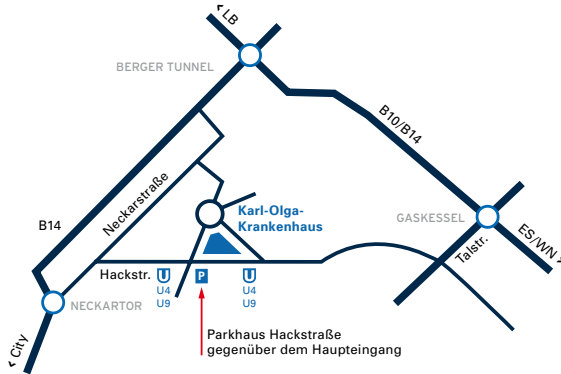 ‹ LB
BERGER TUNNEL
B10/B14
Neckarstraße
Karl-Olga-
Krankenhaus
B14
GASKESSEL
Talstr.
ES/WN ›
Hackstr.
U
P
U
U4
U9
U4
U9
NECKARTOR
‹ City
Parkhaus Hackstraße
gegenüber dem Haupteingang